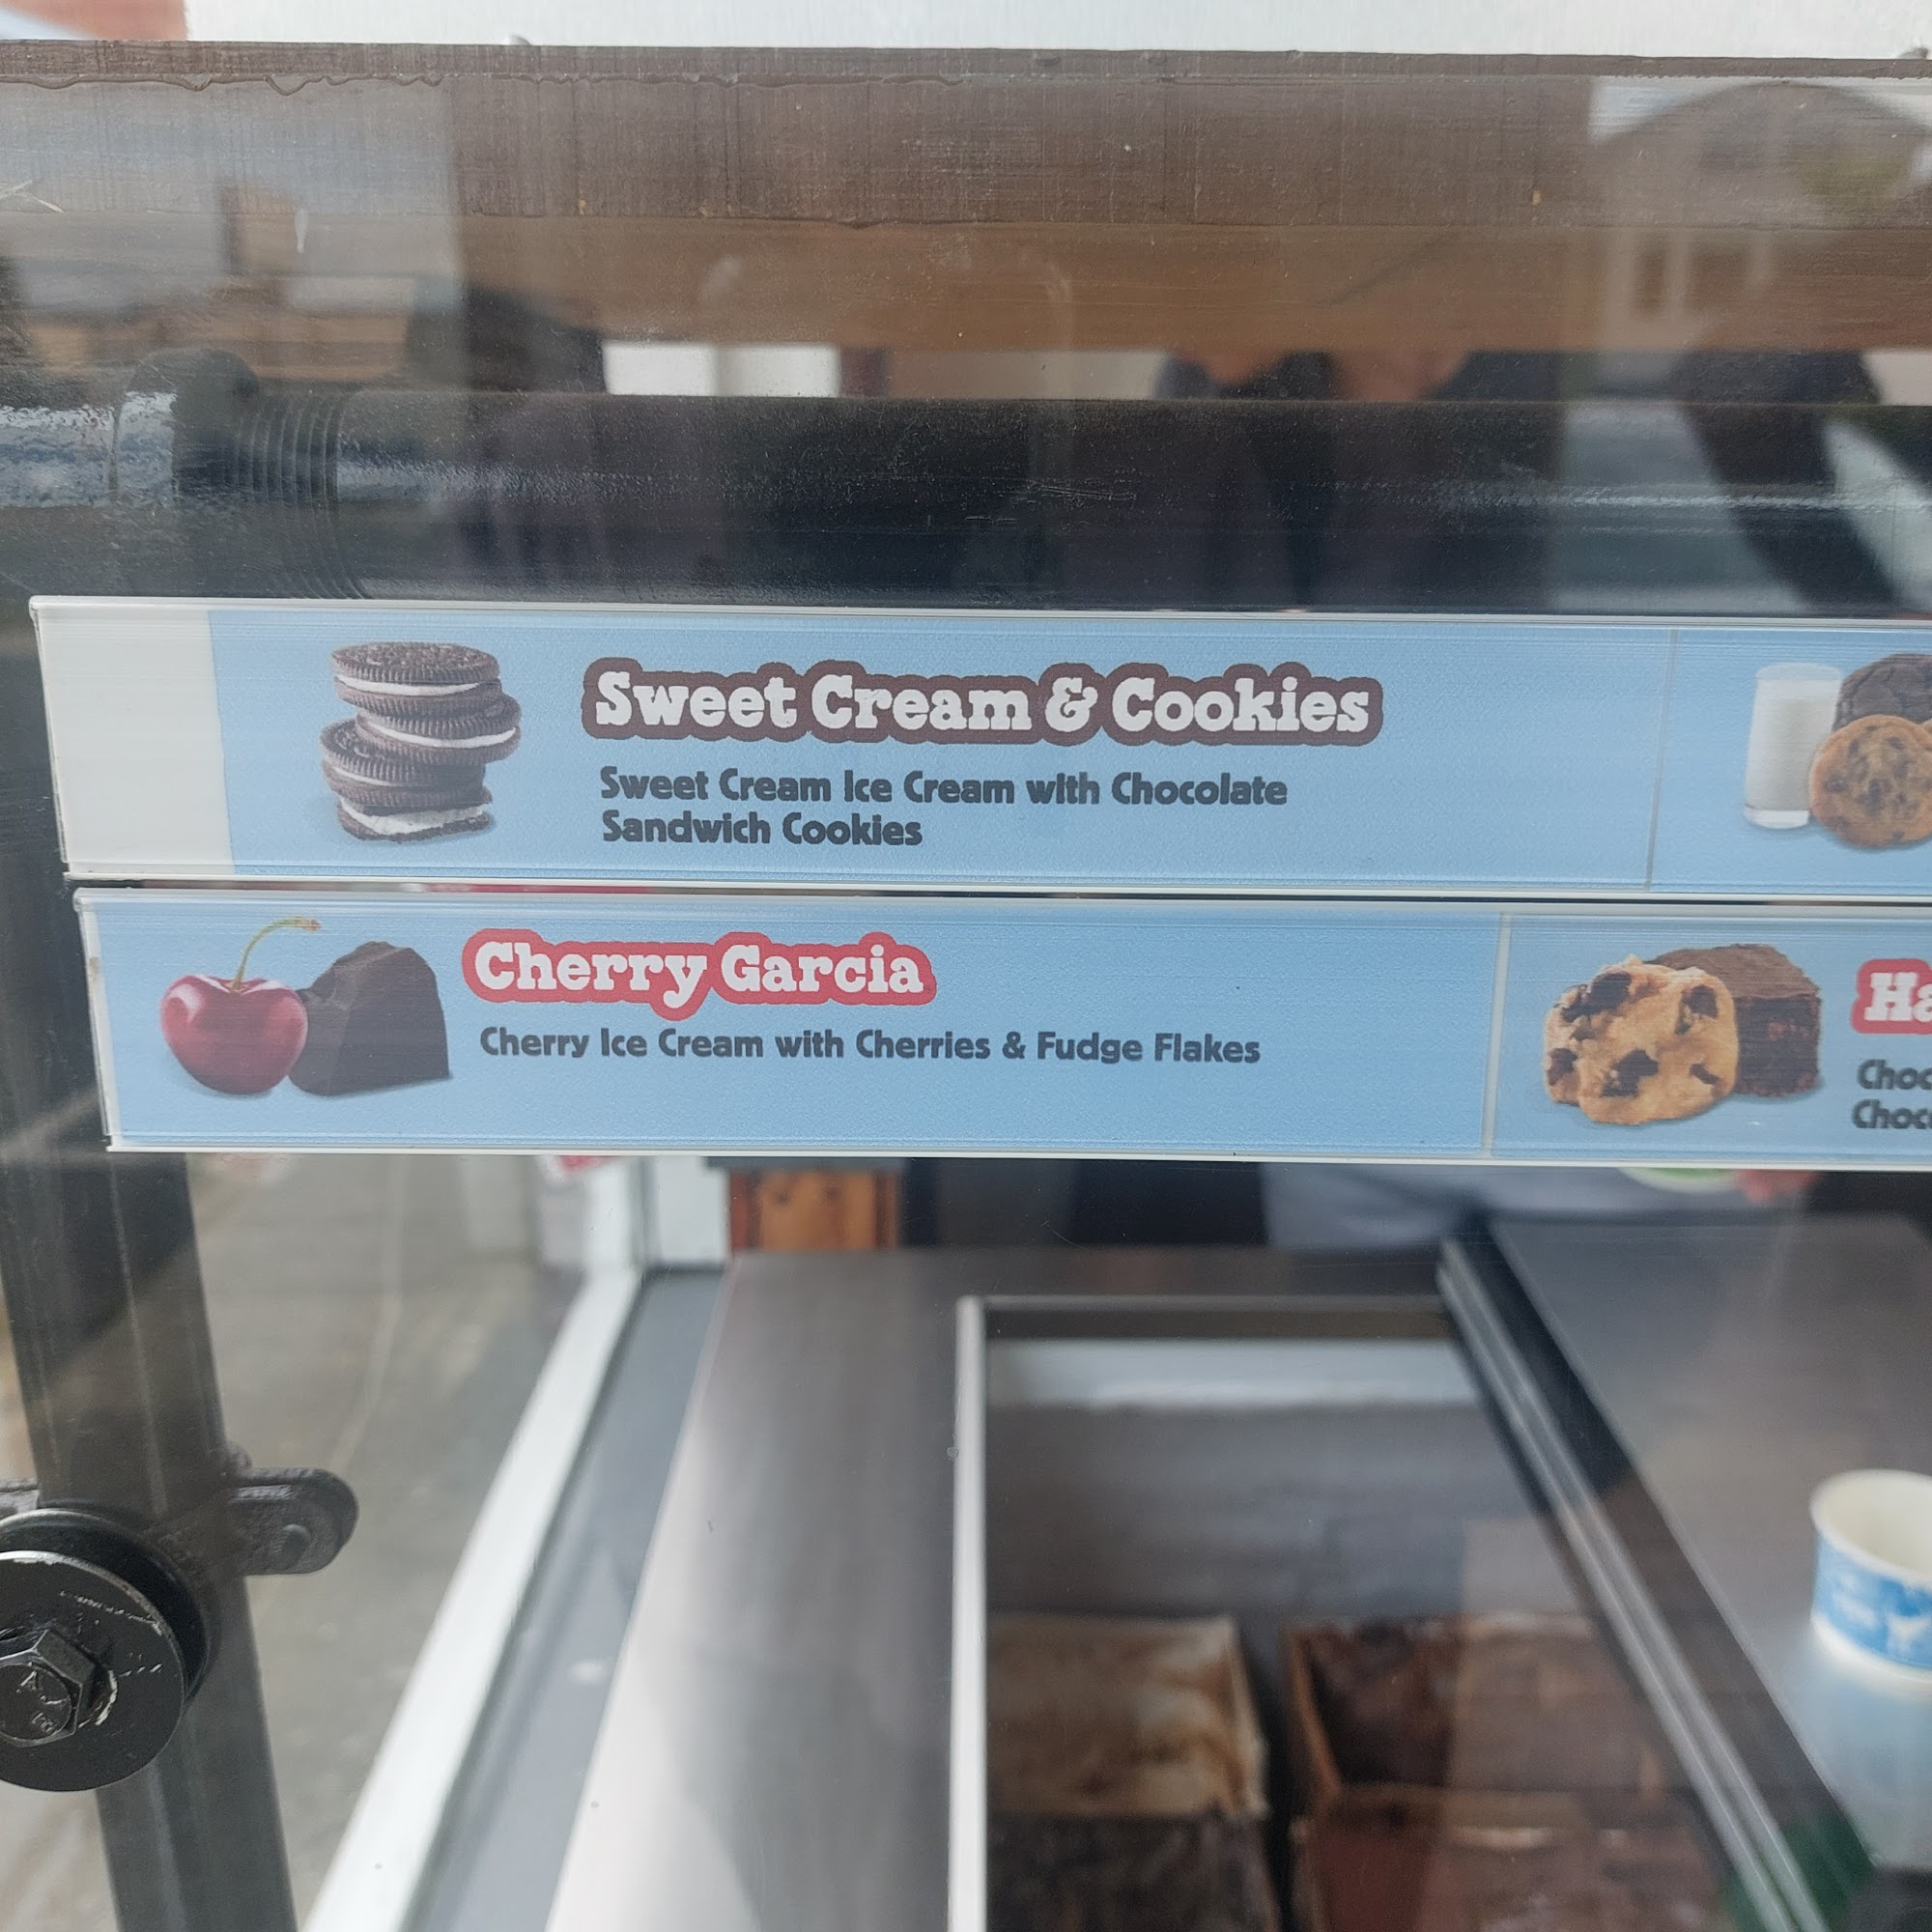 Sweet Cream & Cookies
Sweet Cream Ice Cream with Chocolate
Sandwich Cookies
Cherry Garcia
Cherry Ice Cream with Cherries & Fudge Flakes